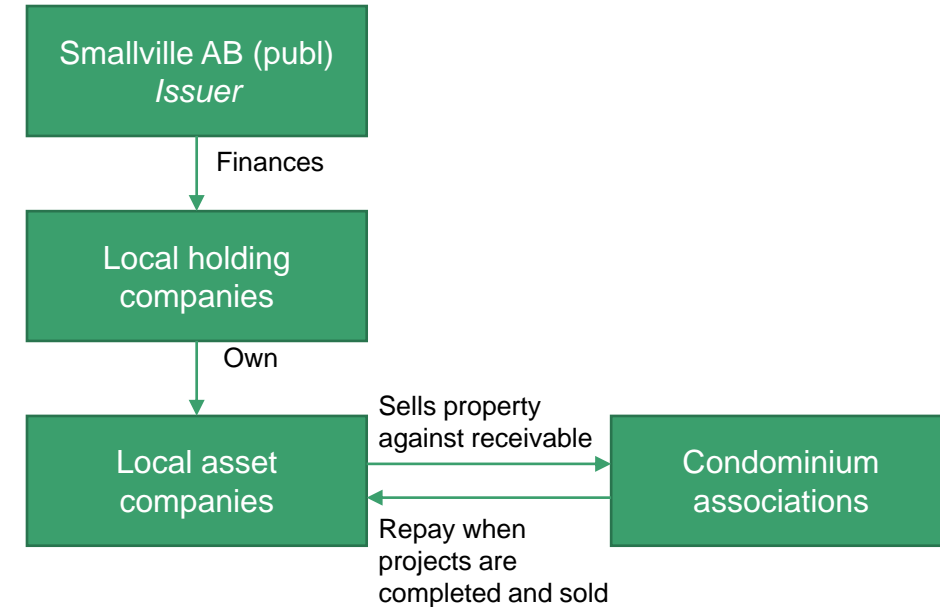 Smallville AB (publ)
Issuer
Finances
Local holding
companies
Own
Local asset
companies
Sells property
against receivable
Repay when
projects are
completed and sold
Condominium
associations